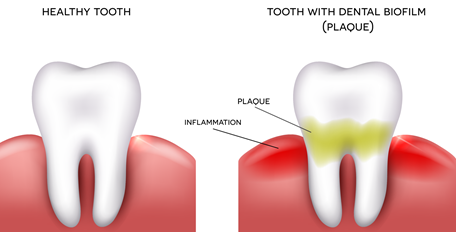 HEALTHY TOOTH
TOOTH WITH DENTAL BIOFILM
(PLAQUE)
PLAQUE
INFLAMMATION